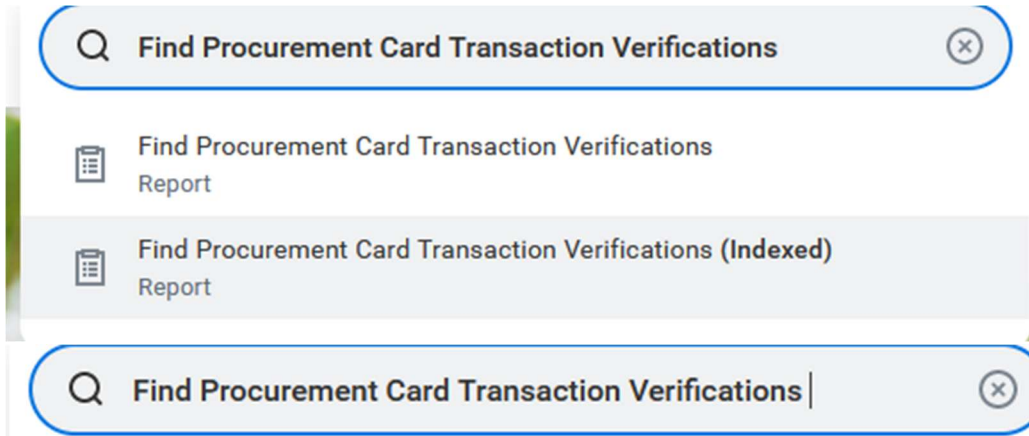 Find Procurement Card Transaction Verifications
Find Procurement Card Transaction Verifications
Report
Find Procurement Card Transaction Verifications (Indexed)
Report
Find Procurement Card Transaction Verifications